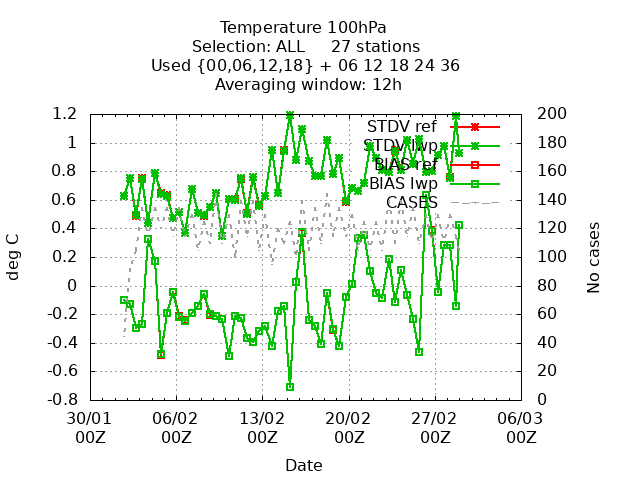 Temperature 100hPa
Selection: ALL 27 stations
Used {00,06,12,18} + 06 12 18 24 36
Averaging window: 12h
1.2
1
0.8
0.6
0.4
0.2
0
-0.2
-0.4
-0.6
-0.8
deg C
200
180
160
140
120
100
80
60
40
20
0
No cases
STDV ref
STDV lwp
BIAS ref
BIAS lwp
CASES
30/01 06/02 13/02 20/02 27/02 06/03
00Z 00Z 00Z 00Z 00Z 00Z
Date